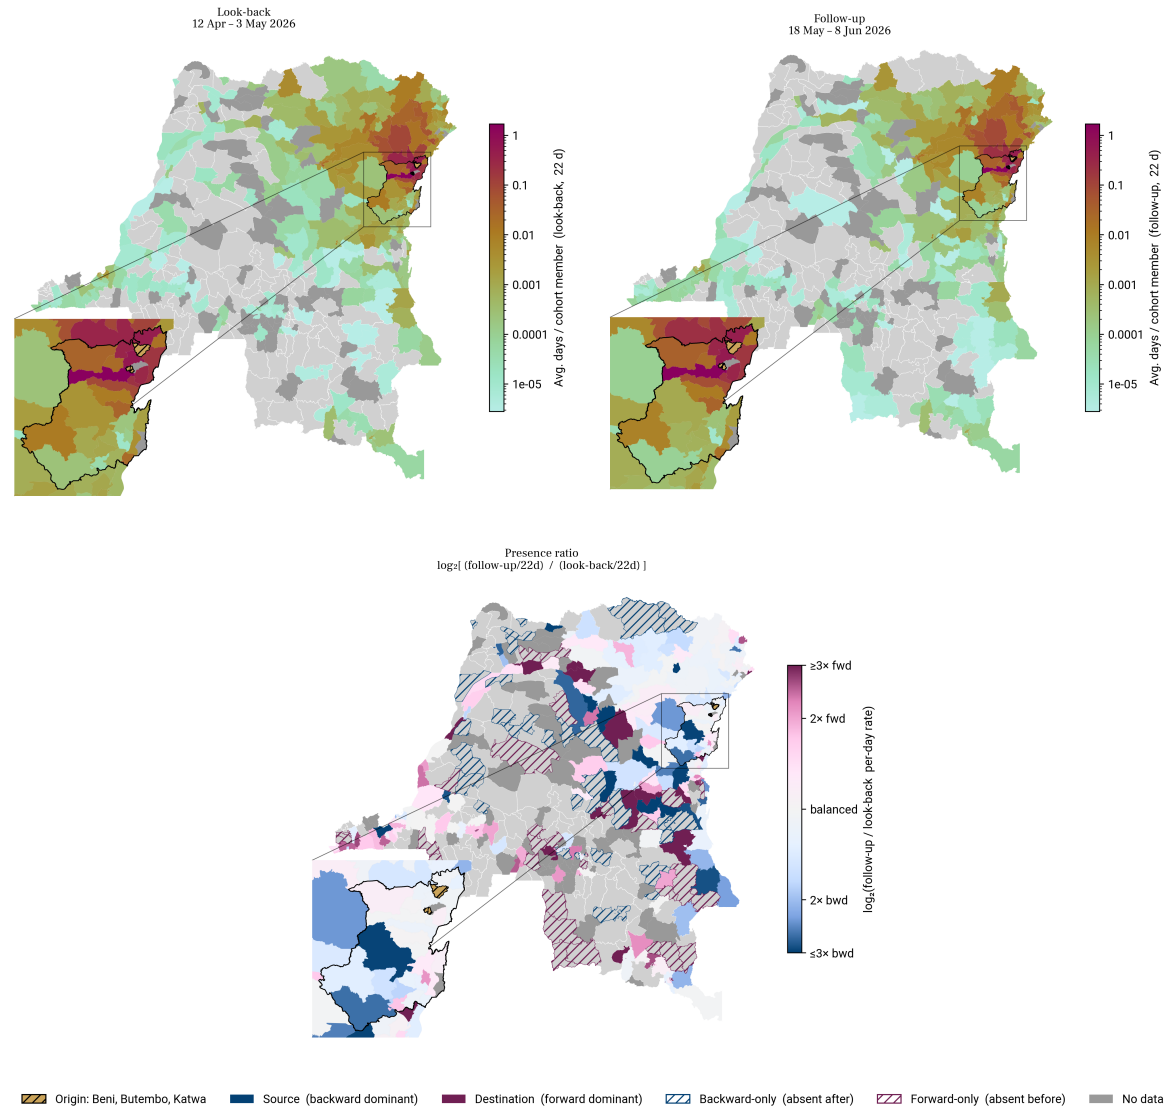 Look-back
12 Apr – 3 May 2026
1
0.1
0.01
0.001
0.0001
1e-05
Avg. days / cohort member (look-back, 22 d)
Follow-up
18 May – 8 Jun 2026
1
0.1
0.01
0.001
0.0001
1e-05
Avg. days / cohort member (follow-up, 22 d)
Presence ratio
log₂[ (follow-up/22d) / (look-back/22d) ]
≥3× fwd
2× fwd
balanced
2× bwd
≤3× bwd
log₂(follow-up / look-back per-day rate)
Origin: Beni, Butembo, Katwa
Source (backward dominant)
Destination (forward dominant)
Backward-only (absent after)
Forward-only (absent before)
No data